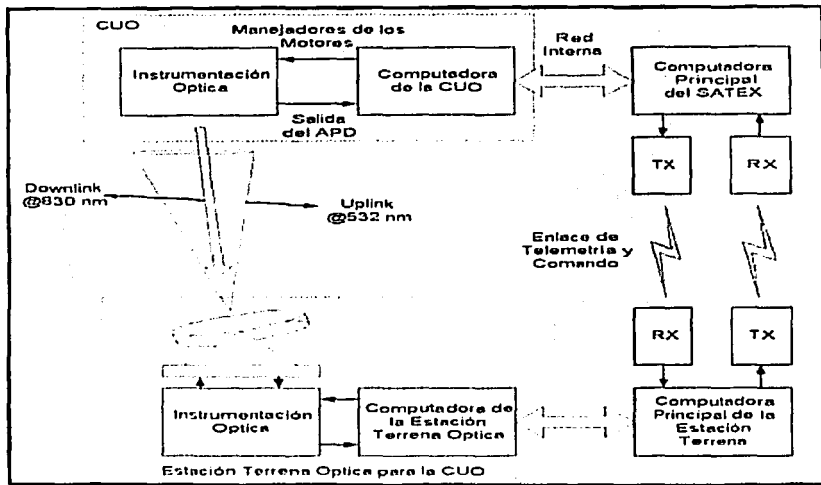 CUO
Manejadores de los
Motores
Instrumentación
Optica
Computadora
de la CUO
Salida
del APD
Red
Interna
Computadora
Principal
del SATEX
TX
RX
Downlink
@830 nm
Uplink
@532 nm
Enlace de
Telemetría y
Comando
RX
TX
Instrumentación
Optica
Computadora de
la Estación
Terrena Optica
Computadora
Principal de la
Estación
Terrena
Estación Terrena Optica para la CUO